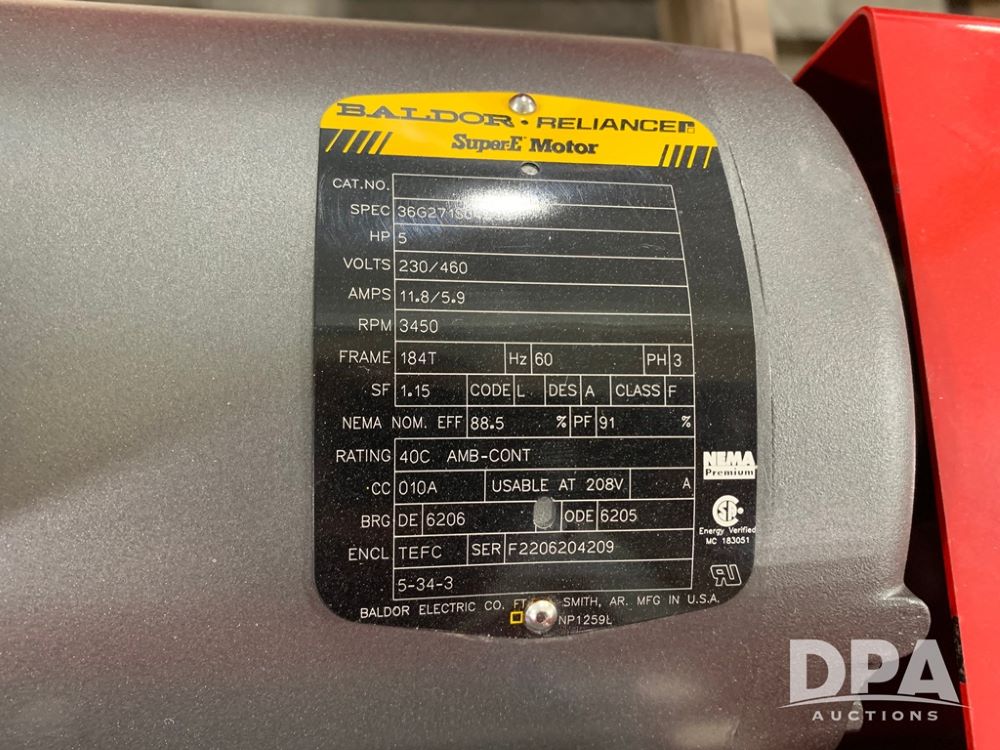 BALDOR · RELIANCE
Super-E Motor
CAT.NO.
SPEC
HP 5
VOLTS 230/460
AMPS 11.8/5.9
RPM 3450
FRAME 184T Hz 60 PH 3
SF 1.15 CODE L DES A CLASS F
NEMA NOM. EFF 88.5 % PF 91 %
RATING 40C AMB-CONT
CC 010A USABLE AT 208V A
BRG DE 6206 ODE 6205
ENCL TEFC SER F2206204209
5-34-3
NEMA
Premium
Energy Verified
MC 183051
BALDOR ELECTRIC CO. FT. SMITH, AR. MFG IN U.S.A.
NP1259L
DPA
AUCTIONS